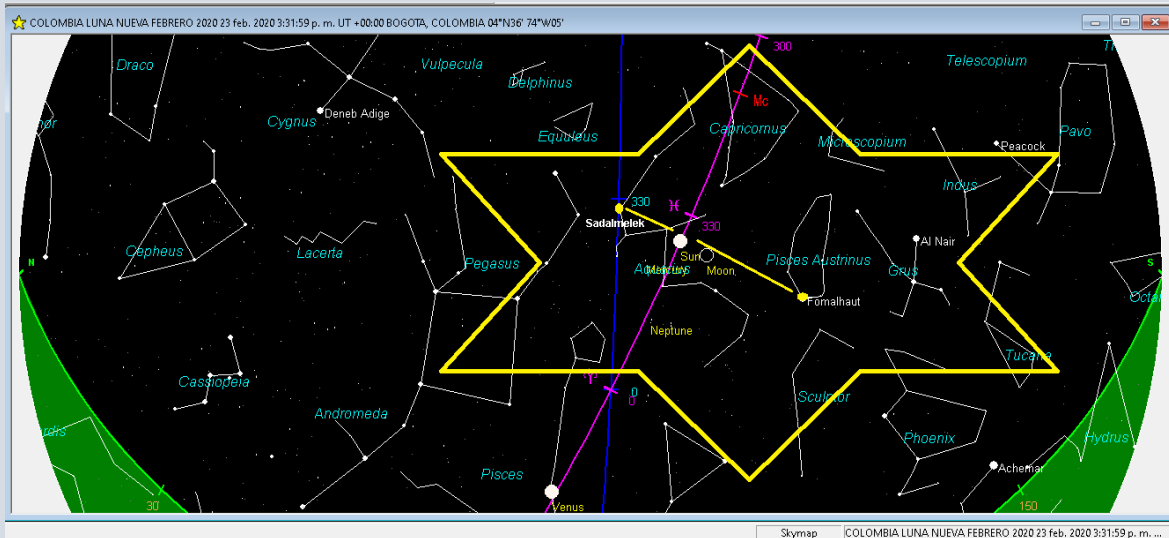 COLOMBIA LUNA NUEVA FEBRERO 2020 23 feb. 2020 3:31:59 p. m. UT +00:00 BOGOTA, COLOMBIA 04°N36' 74°W05'
300
Draco
Vulpecula
Telescopium
Delphinus
Mc
Deneb Adige
Cygnus
Capricornus
Pavo
Equuleus
Microscopium
Peacock
Indus
330
Sadalmelek
330
Al Nair
Cepheus
Lacerta
Sun
Pegasus
Pisces Austrinus
N
Moon
Grus
S
Fomalhaut
Neptune
Tucana
Cassiopeia
0
0
Sculptor
Andromeda
Phoenix
Hydrus
Pisces
Achernar
30
150
Venus
Skymap
COLOMBIA LUNA NUEVA FEBRERO 2020 23 feb. 2020 3:31:59 p. m. ...